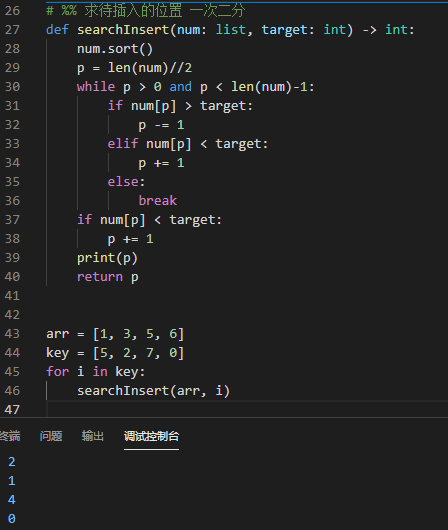 26 # %% 求待插入的位置 一次二分
27 def searchInsert(num: list, target: int) -> int:
28     num.sort()
29     p = len(num)//2
30     while p > 0 and p < len(num)-1:
31         if num[p] > target:
32             p -= 1
33         elif num[p] < target:
34             p += 1
35         else:
36             break
37     if num[p] < target:
38         p += 1
39     print(p)
40     return p
41
42
43 arr = [1, 3, 5, 6]
44 key = [5, 2, 7, 0]
45 for i in key:
46     searchInsert(arr, i)
47
终端 问题 输出 调试控制台
2
1
4
0